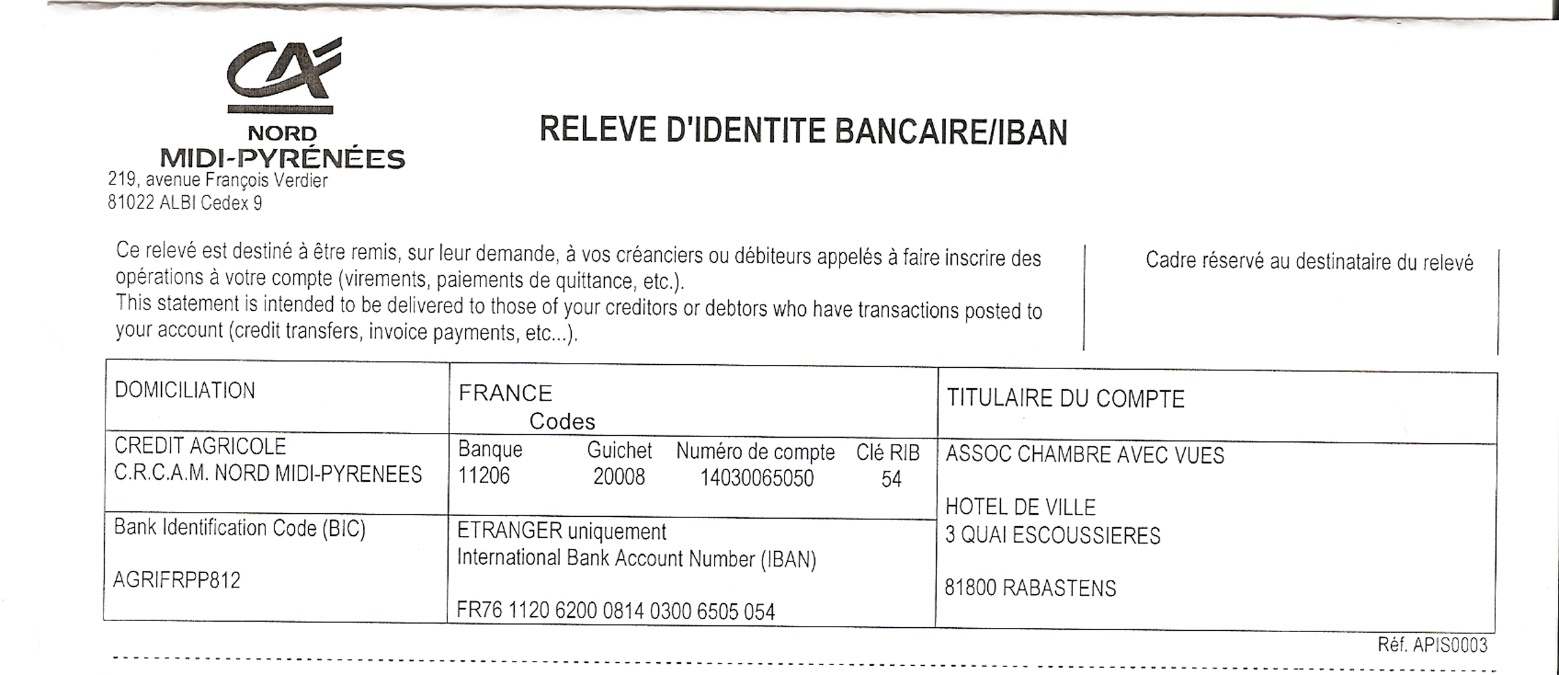 CA
NORD
MIDI-PYRÉNÉES
219, avenue François Verdier
81022 ALBI Cedex 9
RELEVE D'IDENTITE BANCAIRE/IBAN
Ce relevé est destiné à être remis, sur leur demande, à vos créanciers ou débiteurs appelés à faire inscrire des
opérations à votre compte (virements, paiements de quittance, etc.).
This statement is intended to be delivered to those of your creditors or debtors who have transactions posted to
your account (credit transfers, invoice payments, etc...).
Cadre réservé au destinataire du relevé
DOMICILIATION
CREDIT AGRICOLE
C.R.C.A.M. NORD MIDI-PYRENEES
FRANCE
Codes
Banque Guichet Numéro de compte Clé RIB
11206 20008 14030065050 54
TITULAIRE DU COMPTE
ASSOC CHAMBRE AVEC VUES
HOTEL DE VILLE
3 QUAI ESCOUSSIERES
81800 RABASTENS
Bank Identification Code (BIC)
AGRIFRPP812
ETRANGER uniquement
International Bank Account Number (IBAN)
FR76 1120 6200 0814 0300 6505 054
Réf. APIS0003